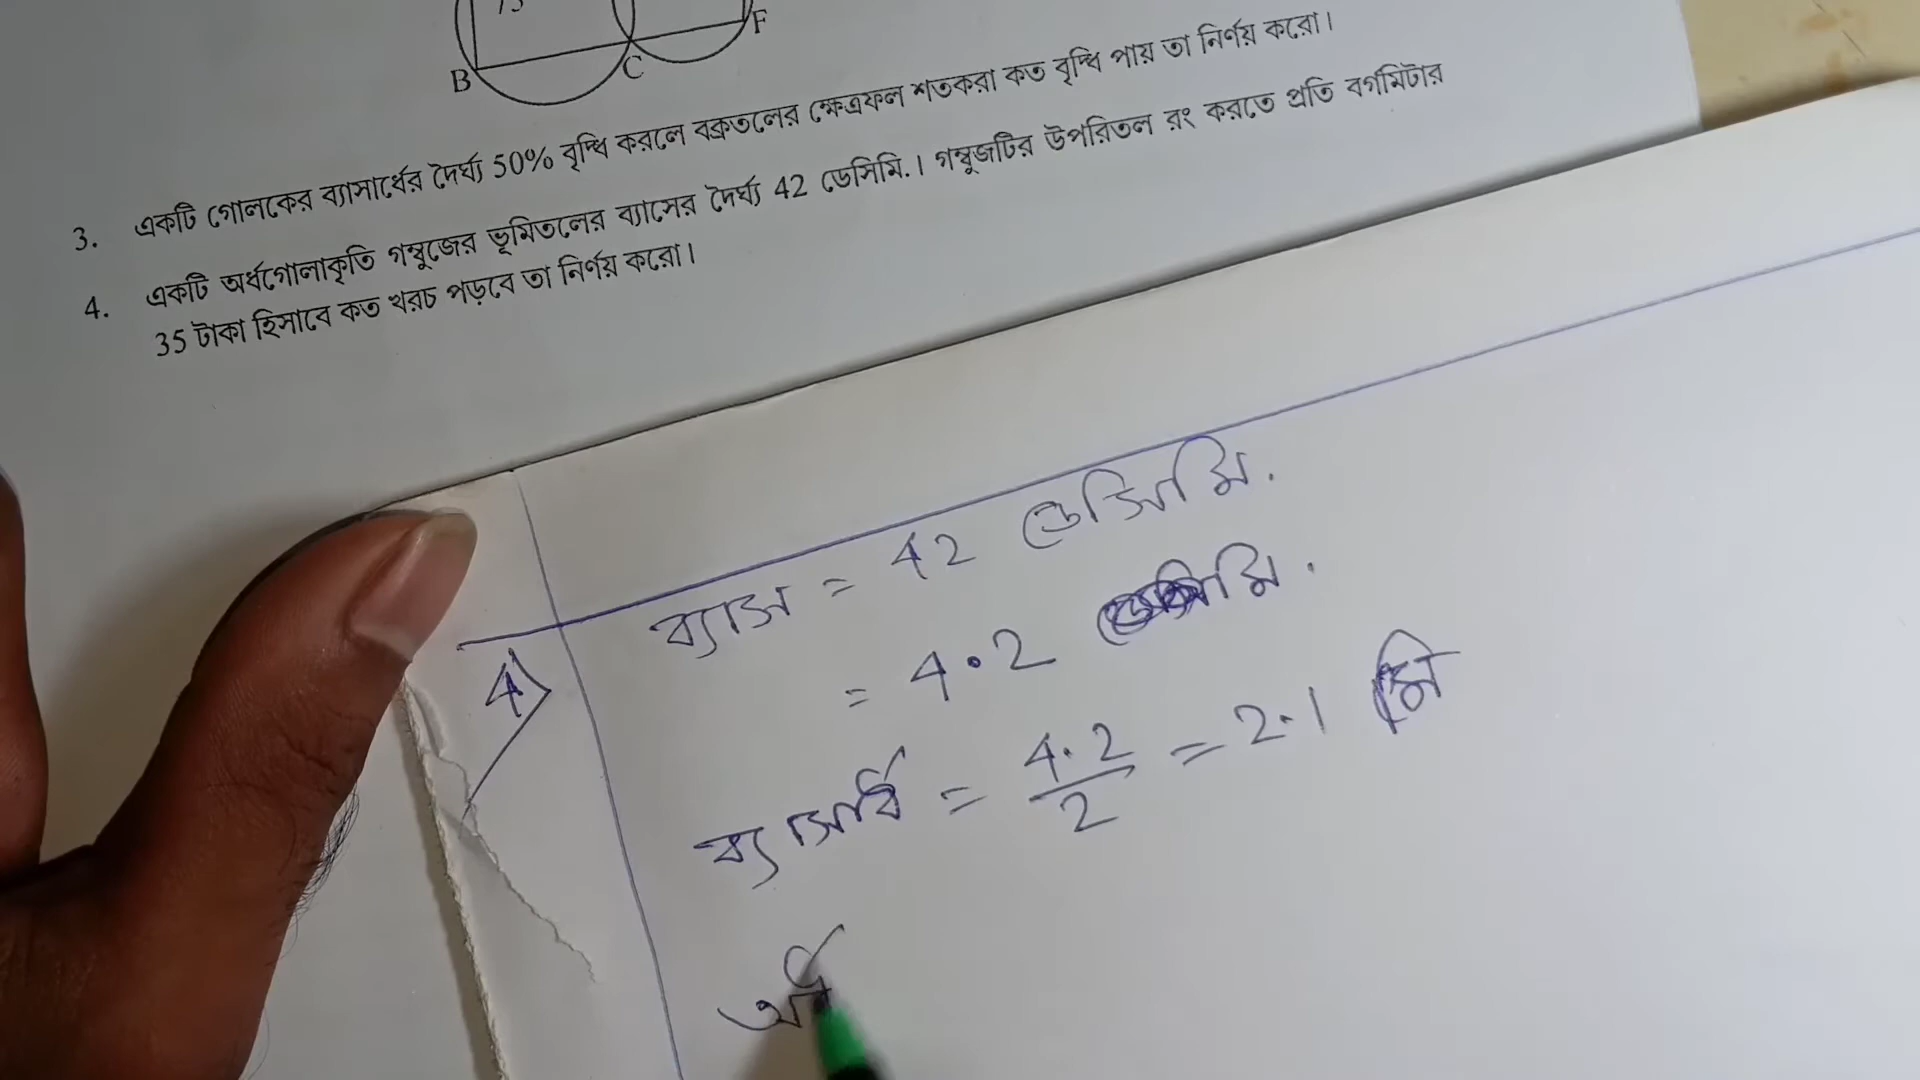 B
C
F
3. একটি গোলকের ব্যাসার্ধের দৈর্ঘ্য 50% বৃদ্ধি করলে বক্রতলের ক্ষেত্রফল শতকরা কত বৃদ্ধি পায় তা নির্ণয় করো।
4. একটি অর্ধগোলাকৃতি গম্বুজের ভূমিতলের ব্যাসের দৈর্ঘ্য 42 ডেসিমি.। গম্বুজটির উপরিতল রং করতে প্রতি বর্গমিটার
35 টাকা হিসাবে কত খরচ পড়বে তা নির্ণয় করো।
4) ব্যাস = 42 ডেসিমি.
= 4.2 মি.
ব্যাসার্ধ = 4.2/2 = 2.1 মি
অর্ধ